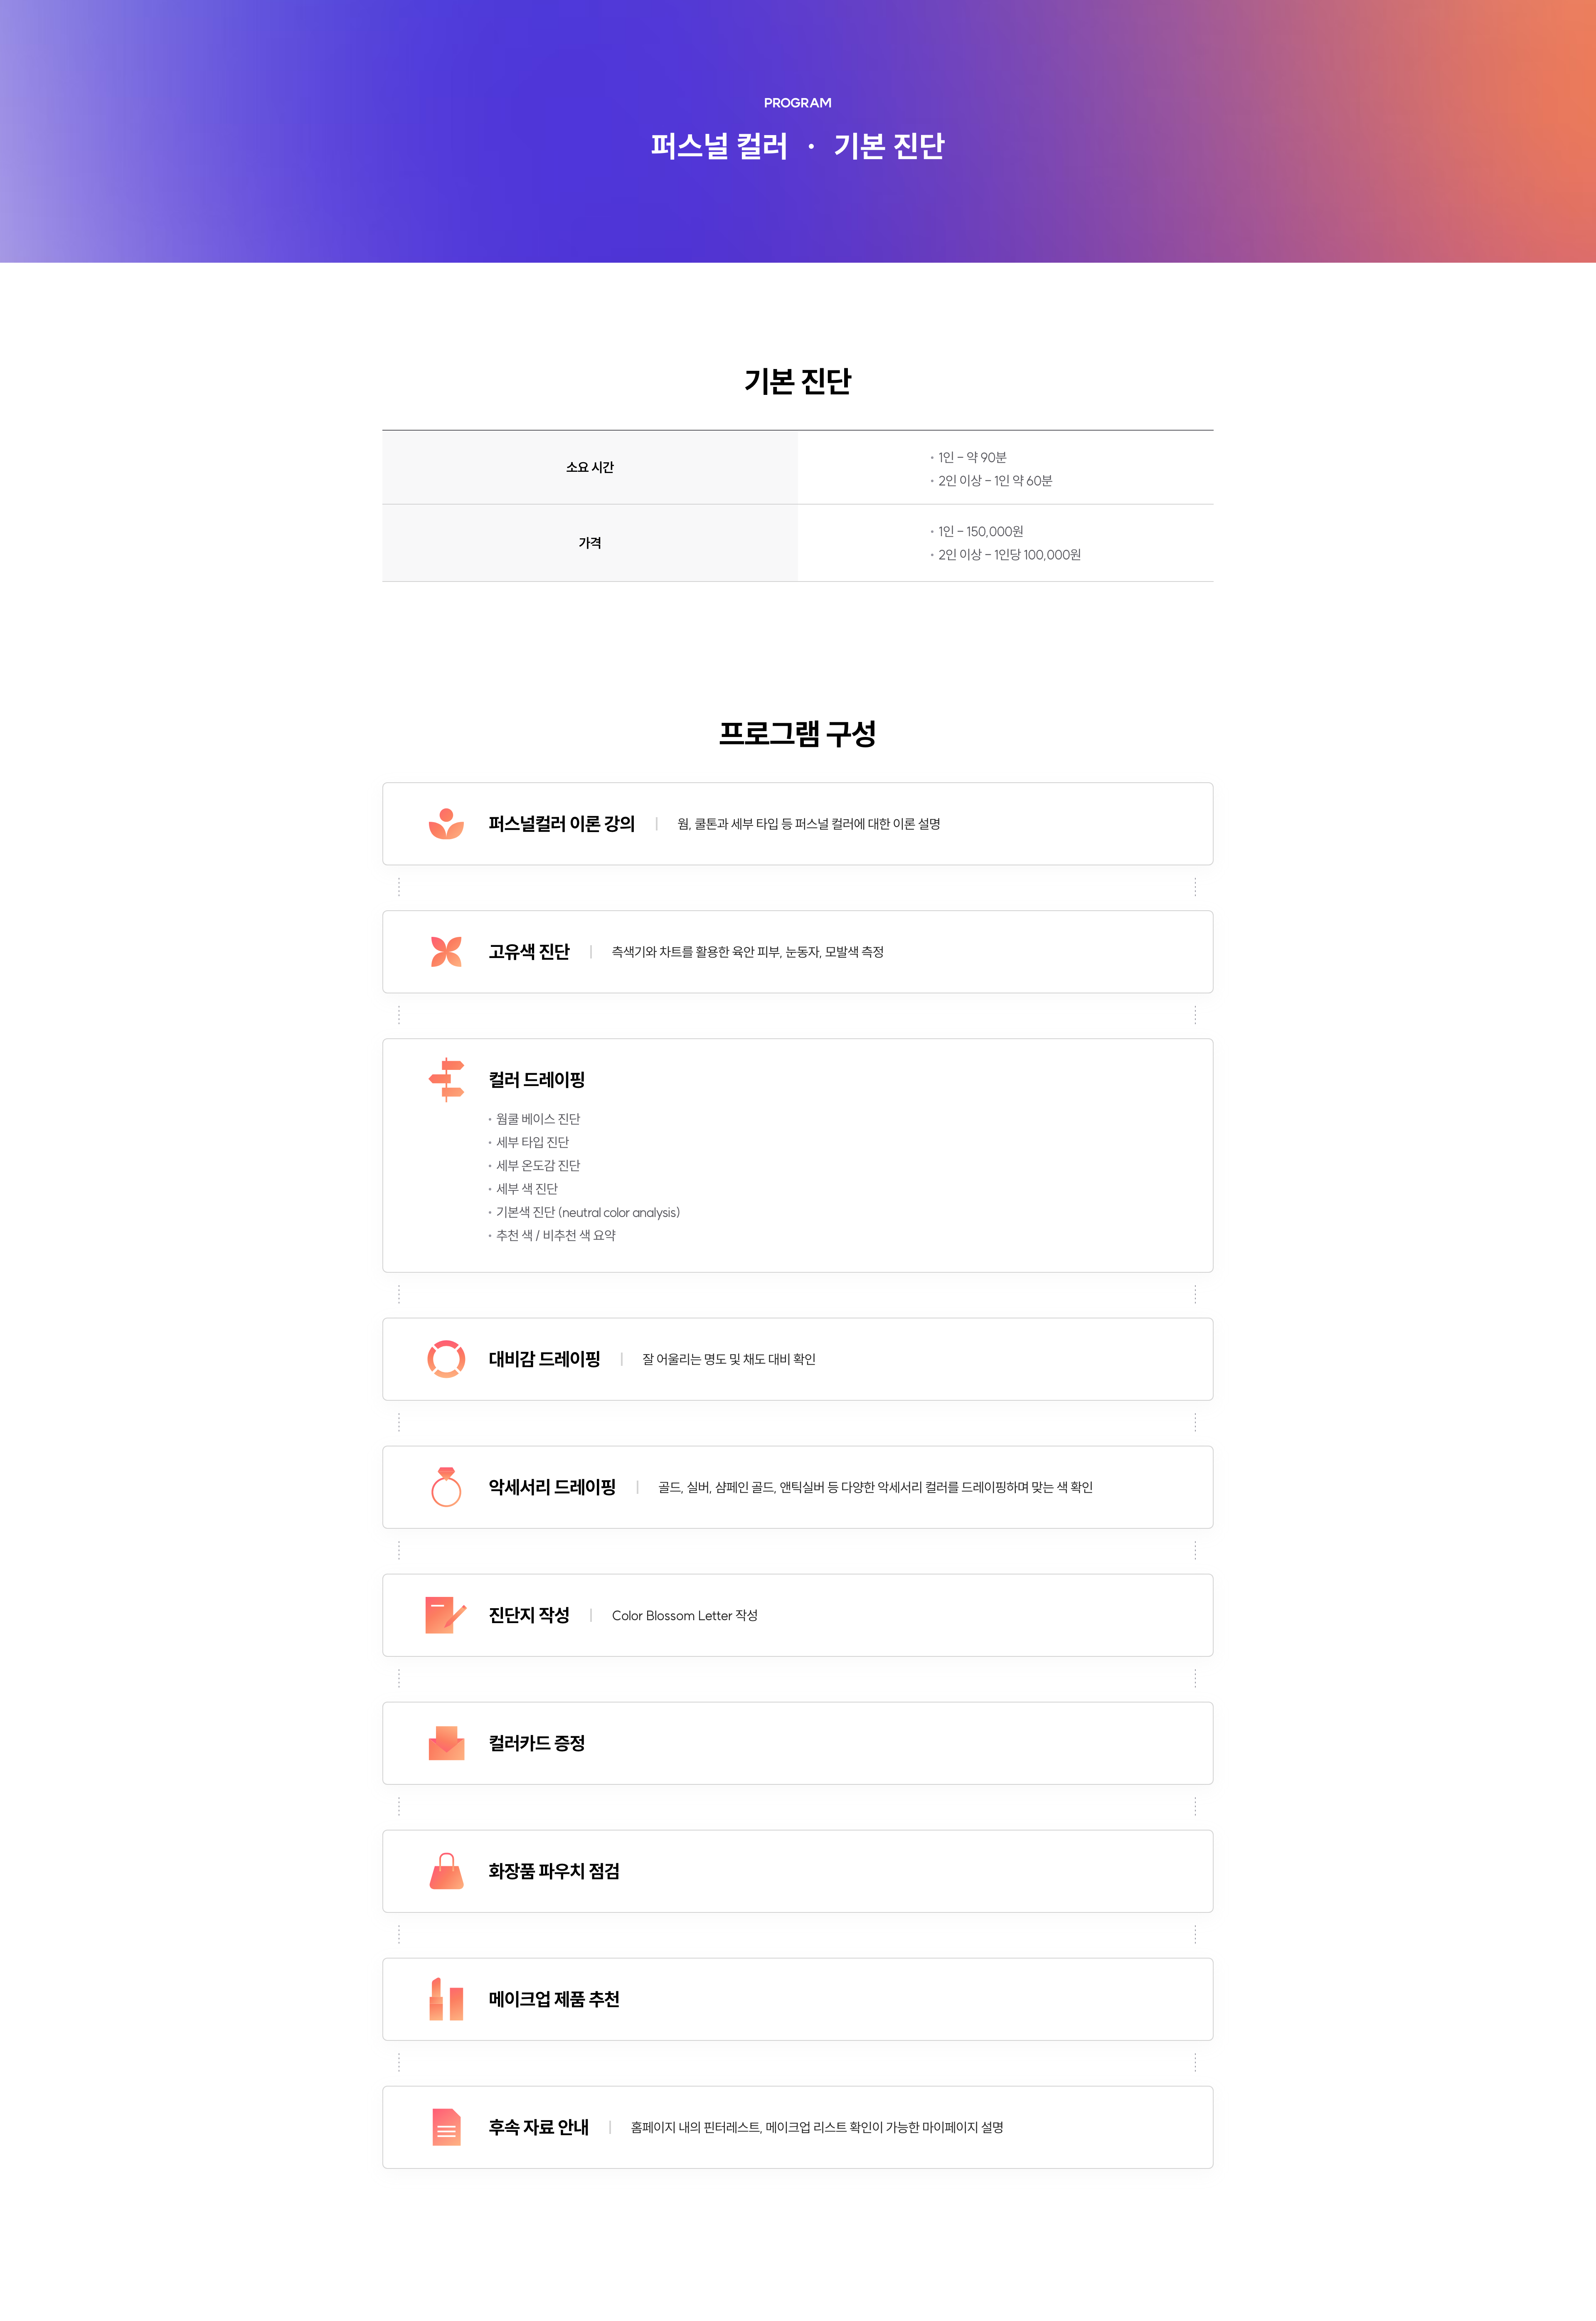 PROGRAM
퍼스널 컬러 · 기본 진단
기본 진단
소요 시간
• 1인 – 약 90분
• 2인 이상 – 1인 약 60분
가격
• 1인 – 150,000원
• 2인 이상 – 1인당 100,000원
프로그램 구성
퍼스널컬러 이론 강의 | 웜, 쿨톤과 세부 타입 등 퍼스널 컬러에 대한 이론 설명
고유색 진단 | 측색기와 차트를 활용한 육안 피부, 눈동자, 모발색 측정
컬러 드레이핑
• 웜쿨 베이스 진단
• 세부 타입 진단
• 세부 온도감 진단
• 세부 색 진단
• 기본색 진단 (neutral color analysis)
• 추천 색 / 비추천 색 요약
대비감 드레이핑 | 잘 어울리는 명도 및 채도 대비 확인
악세서리 드레이핑 | 골드, 실버, 샴페인 골드, 앤틱실버 등 다양한 악세서리 컬러를 드레이핑하며 맞는 색 확인
진단지 작성 | Color Blossom Letter 작성
컬러카드 증정
화장품 파우치 점검
메이크업 제품 추천
후속 자료 안내 | 홈페이지 내의 핀터레스트, 메이크업 리스트 확인이 가능한 마이페이지 설명